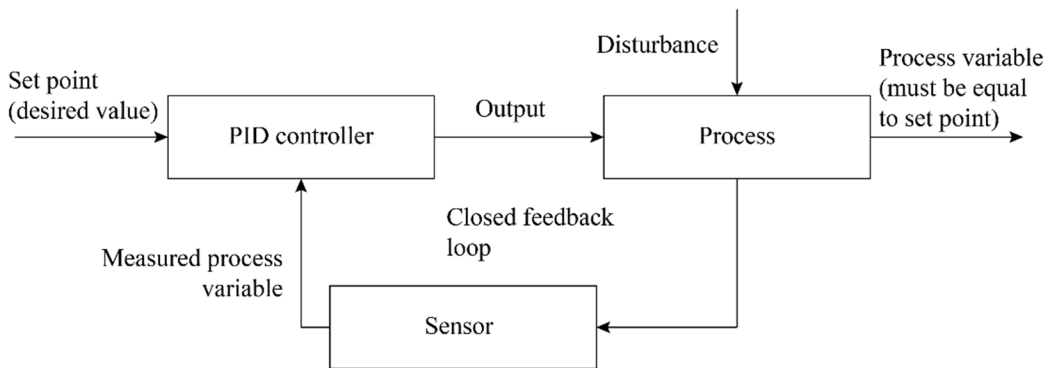 Disturbance
Process variable
(must be equal
to set point)
Set point
(desired value)
PID controller
Output
Process
Closed feedback
loop
Measured process
variable
Sensor